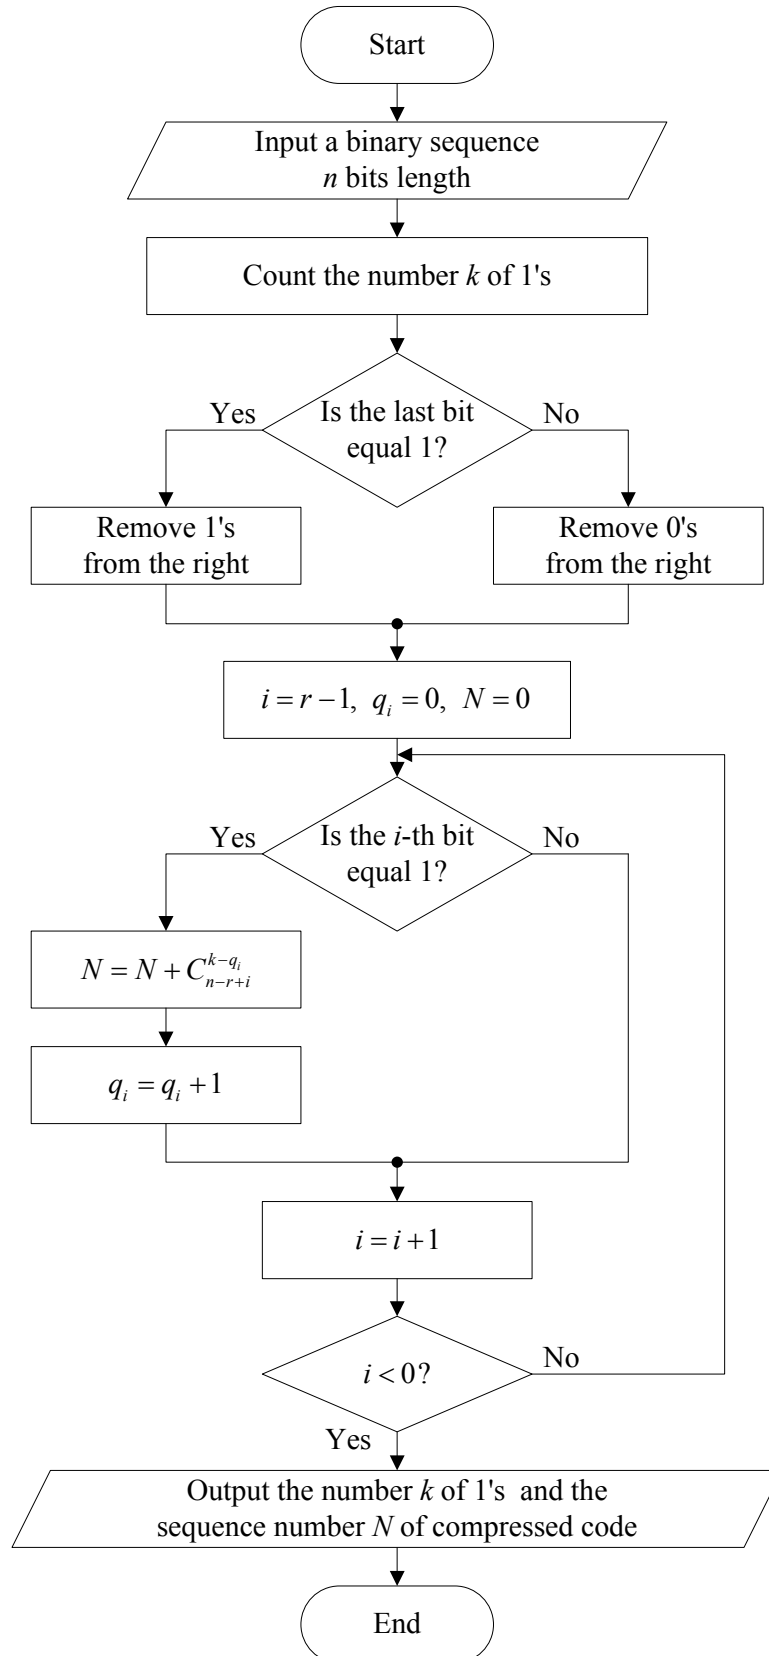 Start
Input a binary sequence
n bits length
Count the number k of 1's
Yes
Is the last bit
equal 1?
No
Remove 1's
from the right
Remove 0's
from the right
i = r − 1, q_i = 0, N = 0
Yes
Is the i-th bit
equal 1?
No
N = N + C_{n−r+i}^{k−q_i}
q_i = q_i + 1
i = i + 1
i < 0?
No
Yes
Output the number k of 1's and the
sequence number N of compressed code
End